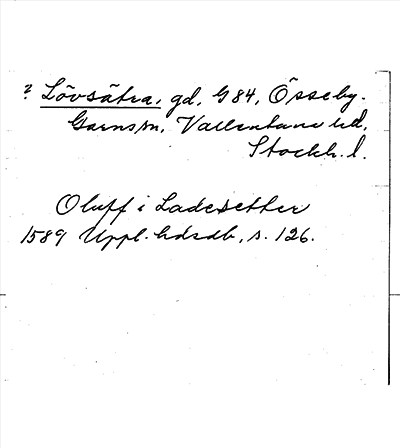 ? Lövsätra, gd, G 84, Össeby-
Garns sn, Vallentuna hd,
Stockh. l.
Oluff i Ladesetter
1589 Uppl. hdsdb, s. 126.